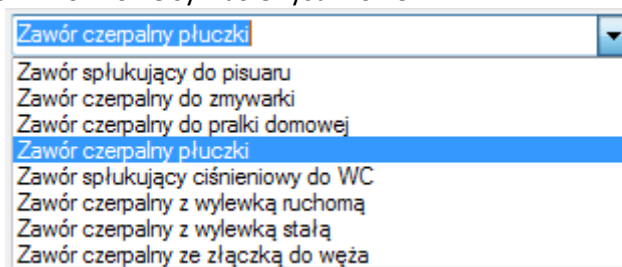 Zawór czerpalny płuczki
Zawór spłukujący do pisuaru
Zawór czerpalny do zmywarki
Zawór czerpalny do pralki domowej
Zawór czerpalny płuczki
Zawór spłukujący ciśnieniowy do WC
Zawór czerpalny z wylewką ruchomą
Zawór czerpalny z wylewką stałą
Zawór czerpalny ze złączką do węża